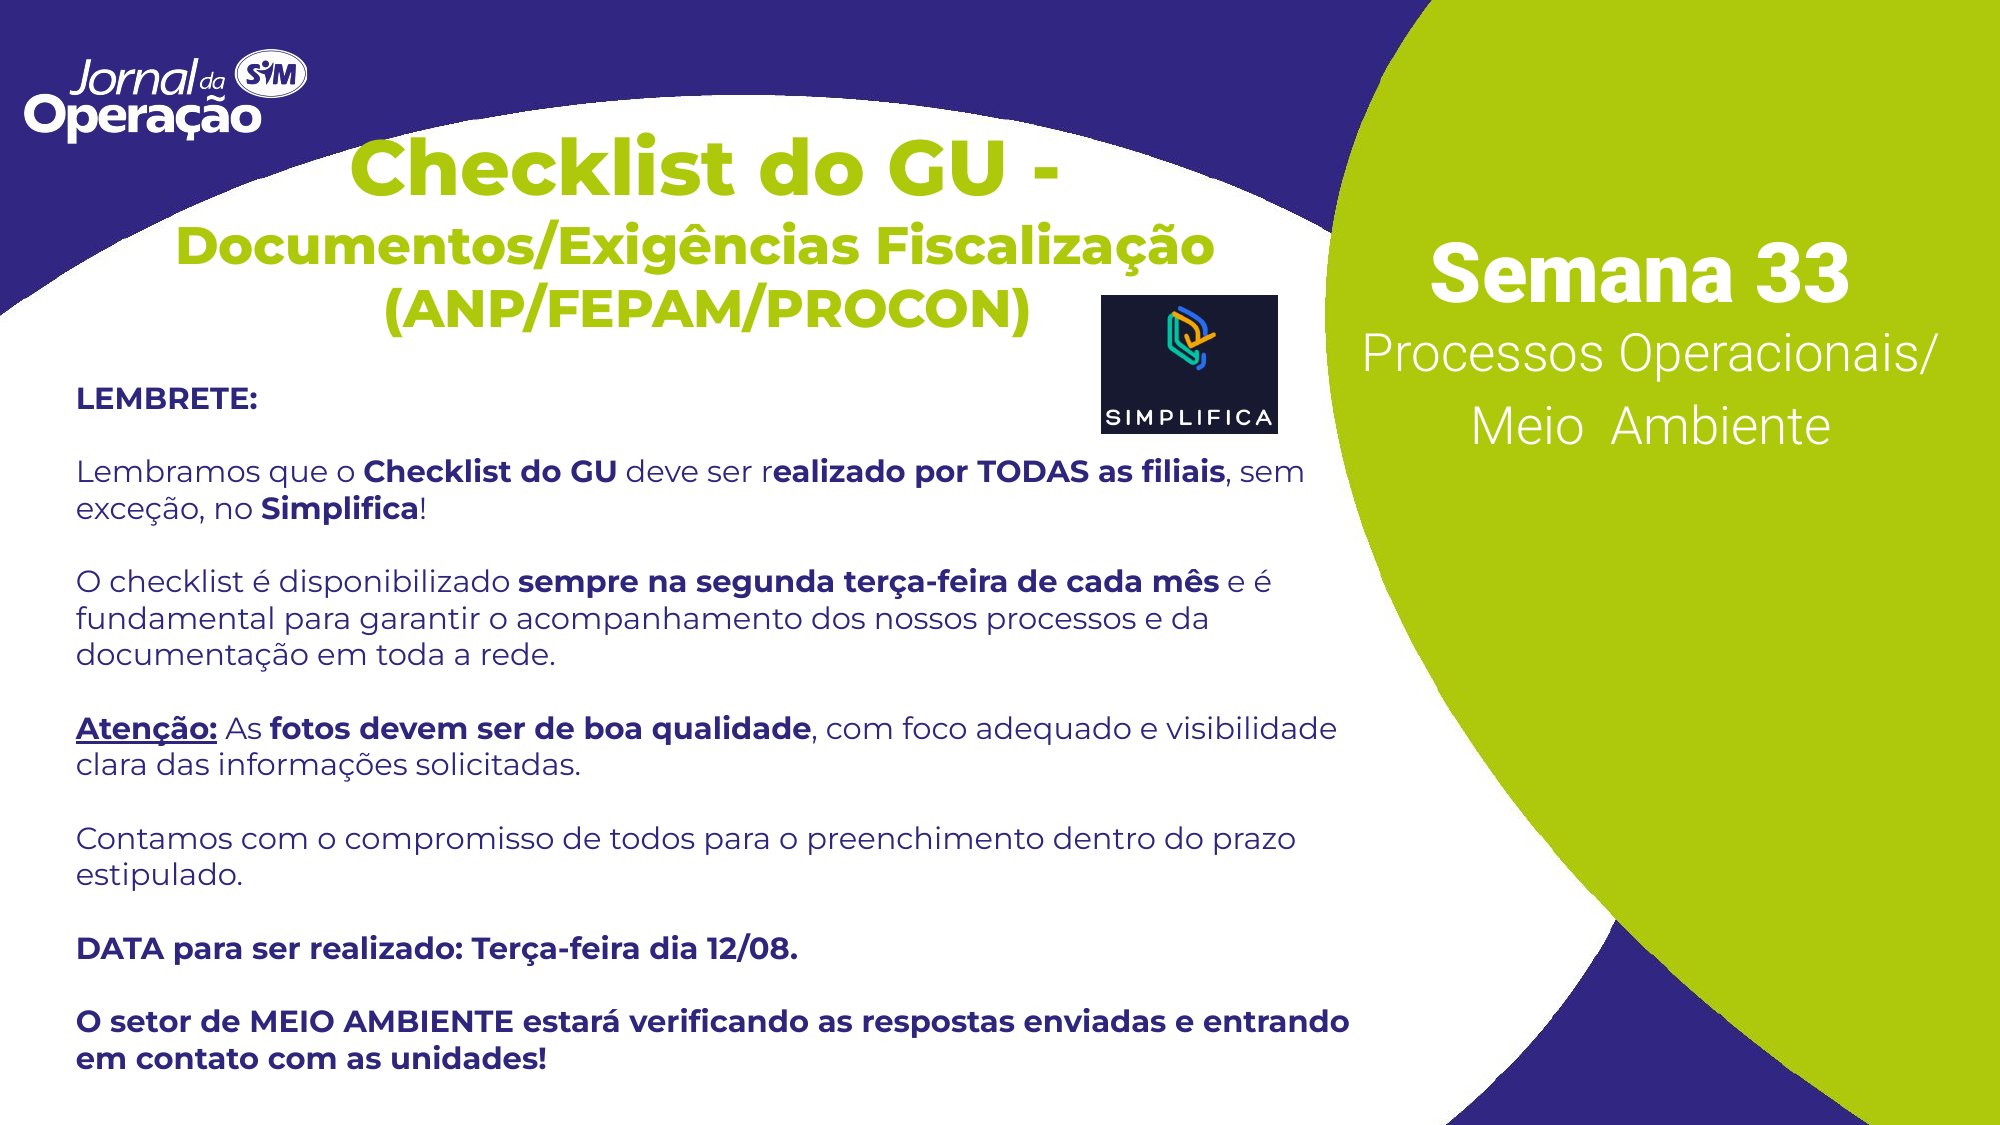 Jornal da SIM
Operação
Checklist do GU -
Documentos/Exigências Fiscalização
(ANP/FEPAM/PROCON)
SIMPLIFICA
LEMBRETE:
Lembramos que o Checklist do GU deve ser realizado por TODAS as filiais, sem
exceção, no Simplifica!
O checklist é disponibilizado sempre na segunda terça-feira de cada mês e é
fundamental para garantir o acompanhamento dos nossos processos e da
documentação em toda a rede.
Atenção: As fotos devem ser de boa qualidade, com foco adequado e visibilidade
clara das informações solicitadas.
Contamos com o compromisso de todos para o preenchimento dentro do prazo
estipulado.
DATA para ser realizado: Terça-feira dia 12/08.
O setor de MEIO AMBIENTE estará verificando as respostas enviadas e entrando
em contato com as unidades!
Semana 33
Processos Operacionais/
Meio Ambiente